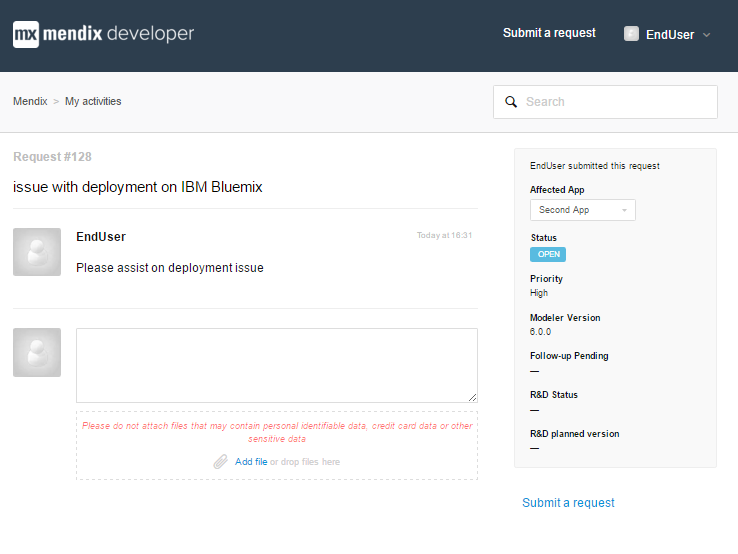 mx mendix developer
Submit a request
EndUser
Mendix > My activities
Search
Request #128
issue with deployment on IBM Bluemix
EndUser
Today at 16:31
Please assist on deployment issue
Please do not attach files that may contain personal identifiable data, credit card data or other
sensitive data
Add file or drop files here
EndUser submitted this request
Affected App
Second App
Status
OPEN
Priority
High
Modeler Version
6.0.0
Follow-up Pending
—
R&D Status
—
R&D planned version
—
Submit a request